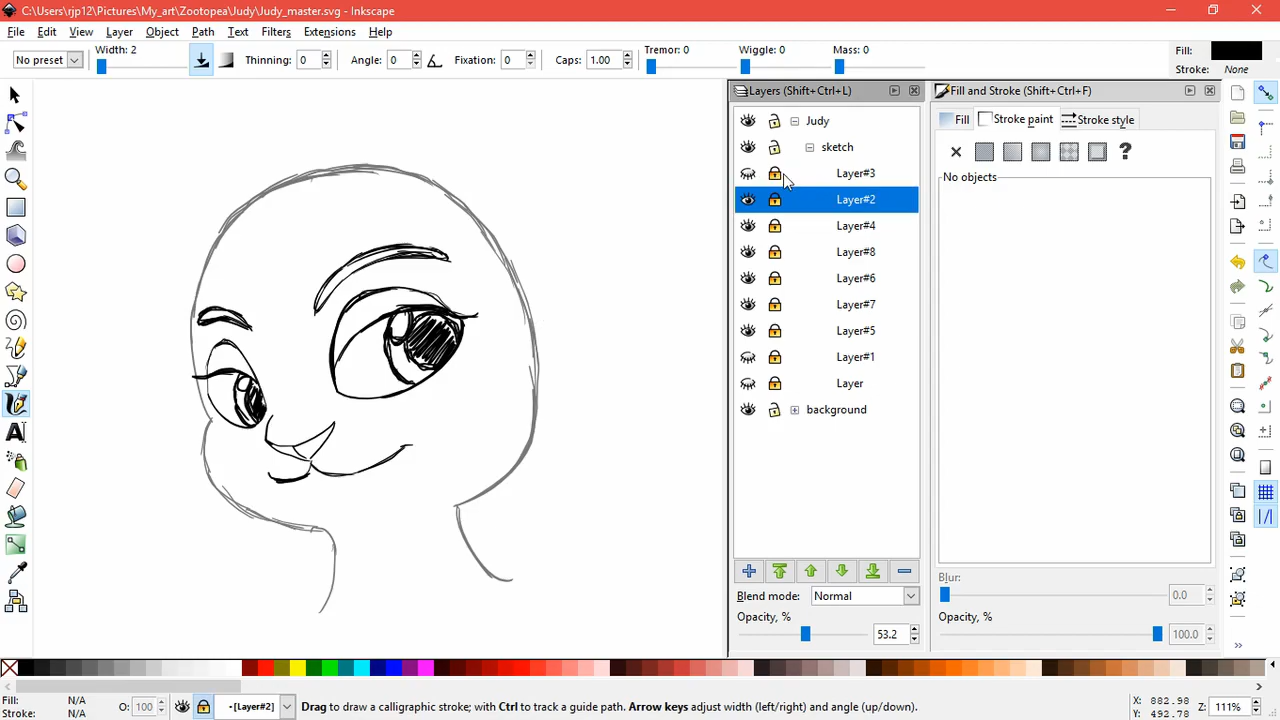 C:\Users\rjp12\Pictures\My_art\Zootopea\Judy\Judy_master.svg - Inkscape
File Edit View Layer Object Path Text Filters Extensions Help
No preset Width: 2 Thinning: 0 Angle: 0 Fixation: 0 Caps: 1.00 Tremor: 0 Wiggle: 0 Mass: 0 Fill:
Stroke: None
Layers (Shift+Ctrl+L) Fill and Stroke (Shift+Ctrl+F)
Judy Fill Stroke paint Stroke style
sketch ?
Layer#3 No objects
Layer#2
Layer#4
Layer#8
Layer#6
Layer#7
Layer#5
Layer#1
Layer
background
Blend mode: Normal Blur: 0.0
Opacity, % Opacity, %
53.2 100.0
Fill: N/A O: 100 •[Layer#2] Drag to draw a calligraphic stroke; with Ctrl to track a guide path. Arrow keys adjust width (left/right) and angle (up/down). X: 882.98 Z: 111%
Stroke: N/A Y: 492.78